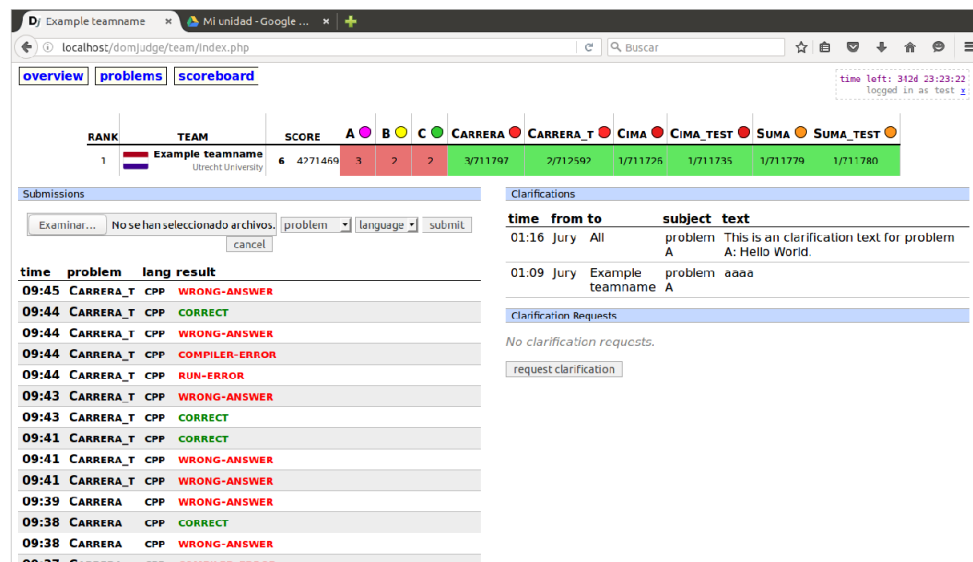 Dj Example teamname × Mi unidad - Google ... ×
localhost/domjudge/team/index.php Buscar
overview problems scoreboard
time left: 342d 23:23:22
logged in as test x
RANK TEAM SCORE A B C CARRERA CARRERA_T CIMA CIMA_TEST SUMA SUMA_TEST
1 Example teamname 6 4271469 3 2 2 3/711797 2/712592 1/711726 1/711735 1/711779 1/711780
Utrecht University
Submissions
Examinar... No se han seleccionado archivos. problem language submit
cancel
time problem lang result
09:45 CARRERA_T CPP WRONG-ANSWER
09:44 CARRERA_T CPP CORRECT
09:44 CARRERA_T CPP WRONG-ANSWER
09:44 CARRERA_T CPP COMPILER-ERROR
09:44 CARRERA_T CPP RUN-ERROR
09:43 CARRERA_T CPP WRONG-ANSWER
09:43 CARRERA_T CPP CORRECT
09:41 CARRERA_T CPP CORRECT
09:41 CARRERA_T CPP WRONG-ANSWER
09:41 CARRERA_T CPP WRONG-ANSWER
09:39 CARRERA CPP WRONG-ANSWER
09:38 CARRERA CPP CORRECT
09:38 CARRERA CPP WRONG-ANSWER
Clarifications
time from to subject text
01:16 Jury All problem This is an clarification text for problem
A A: Hello World.
01:09 Jury Example problem aaaa
teamname A
Clarification Requests
No clarification requests.
request clarification